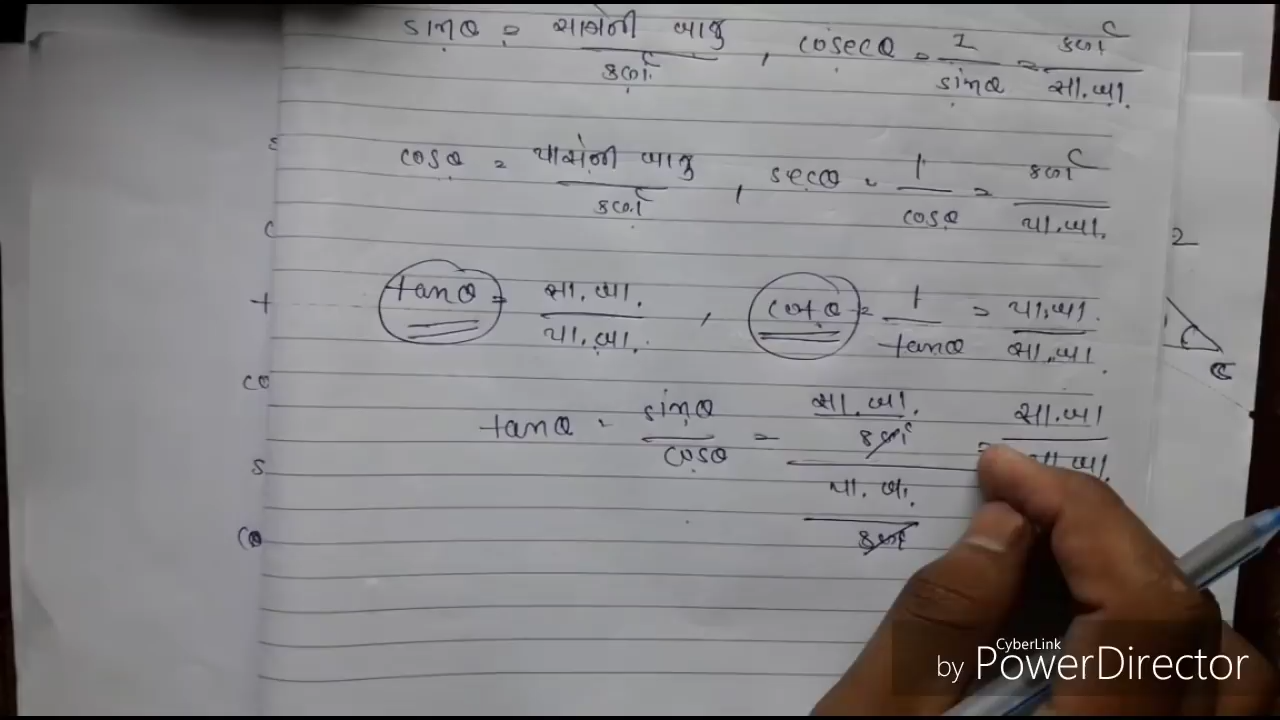 sinθ = સામેની બાજુ / કર્ણ , cosecθ = 1 / sinθ = કર્ણ / સા.બા.
cosθ = પાસેની બાજુ / કર્ણ , secθ = 1 / cosθ = કર્ણ / પા.બા.
tanθ = સા.બા. / પા.બા. , cotθ = 1 / tanθ = પા.બા. / સા.બા.
tanθ = sinθ / cosθ = સા.બા. / કર્ણ / પા.બા. / કર્ણ = સા.બા / પા.બા.
CyberLink
by PowerDirector